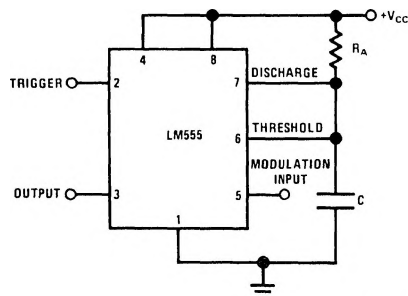 +VCC
4 8
RA
TRIGGER 2 7 DISCHARGE
LM555
6 THRESHOLD
MODULATION
INPUT
OUTPUT 3 5
C
1